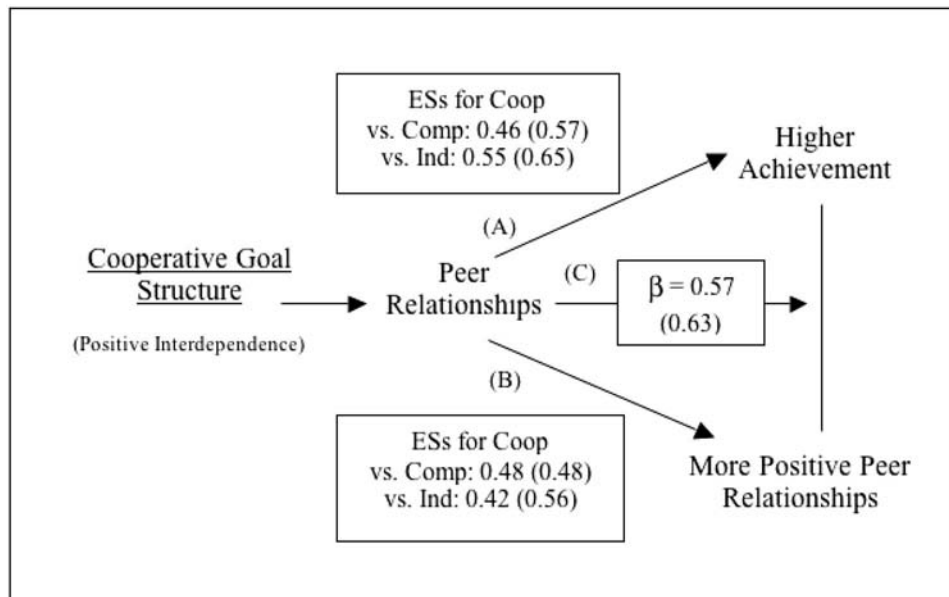 ESs for Coop
vs. Comp: 0.46 (0.57)
vs. Ind: 0.55 (0.65)
Higher
Achievement
(A)
Cooperative Goal
Structure
(Positive Interdependence)
Peer
Relationships
(C)
β = 0.57
(0.63)
(B)
ESs for Coop
vs. Comp: 0.48 (0.48)
vs. Ind: 0.42 (0.56)
More Positive Peer
Relationships